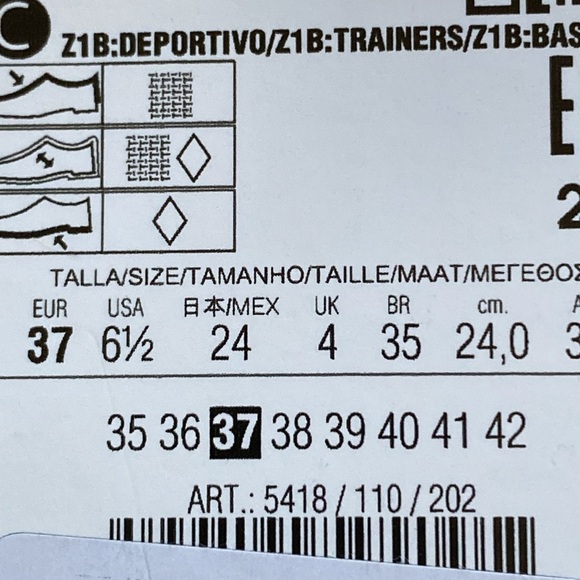 C
Z1B:DEPORTIVO/Z1B:TRAINERS/Z1B:BAS
TALLA/SIZE/TAMANHO/TAILLE/MAAT/ΜΕΓΕΘΟΣ
EUR USA 日本/MEX UK BR cm.
37 6½ 24 4 35 24,0 3
35 36 37 38 39 40 41 42
ART.: 5418 / 110 / 202